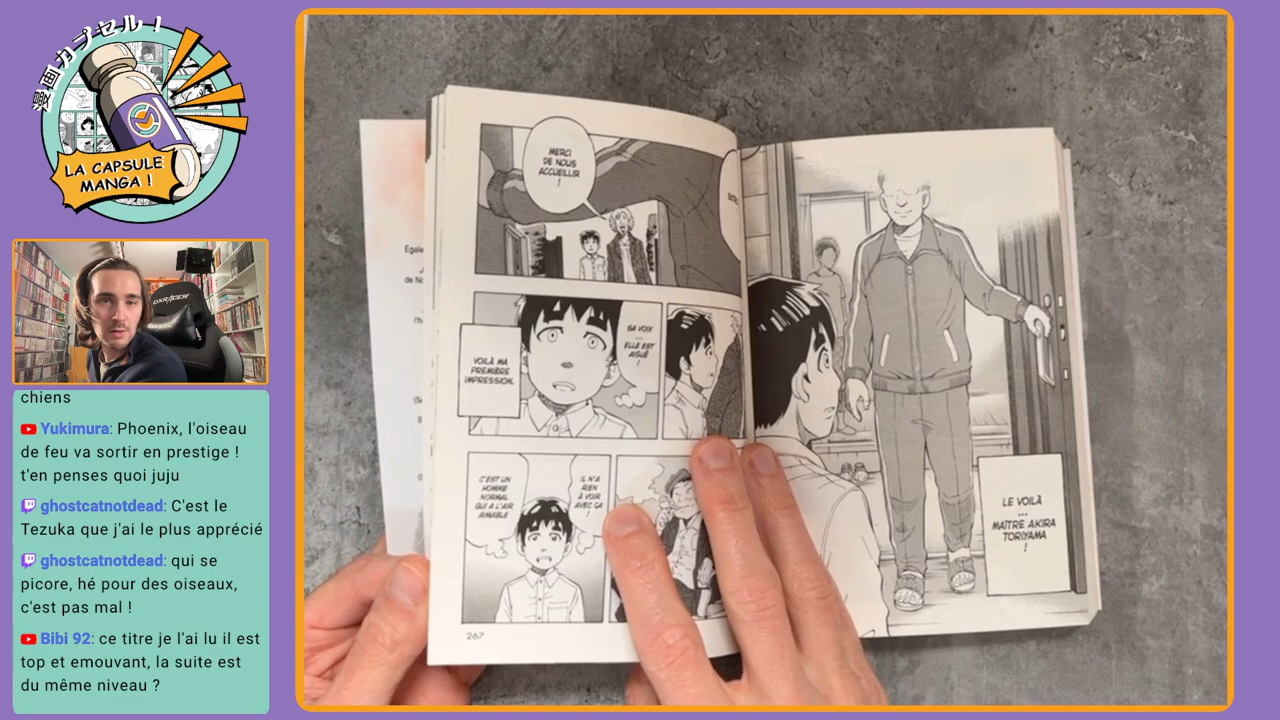 漫画カプセル!
LA CAPSULE
MANGA !
DXRACER
chiens
Yukimura: Phoenix, l'oiseau
de feu va sortir en prestige !
t'en penses quoi juju
ghostcatnotdead: C'est le
Tezuka que j'ai le plus apprécié
ghostcatnotdead: qui se
picore, hé pour des oiseaux,
c'est pas mal !
Bibi 92: ce titre je l'ai lu il est
top et emouvant, la suite est
du même niveau ?
Égale
de No
MERCI
DE NOUS
ACCUEILLIR
!
VOILÀ MA
PREMIÈRE
IMPRESSION.
SA VOIX
...
ELLE EST
AIGUË
!
C'EST UN
HOMME
NORMAL
QUI A L'AIR
AIMABLE
IL N'A
RIEN
À VOIR
AVEC ÇA
!
267
LE VOILÀ
...
MAÎTRE AKIRA
TORIYAMA
!